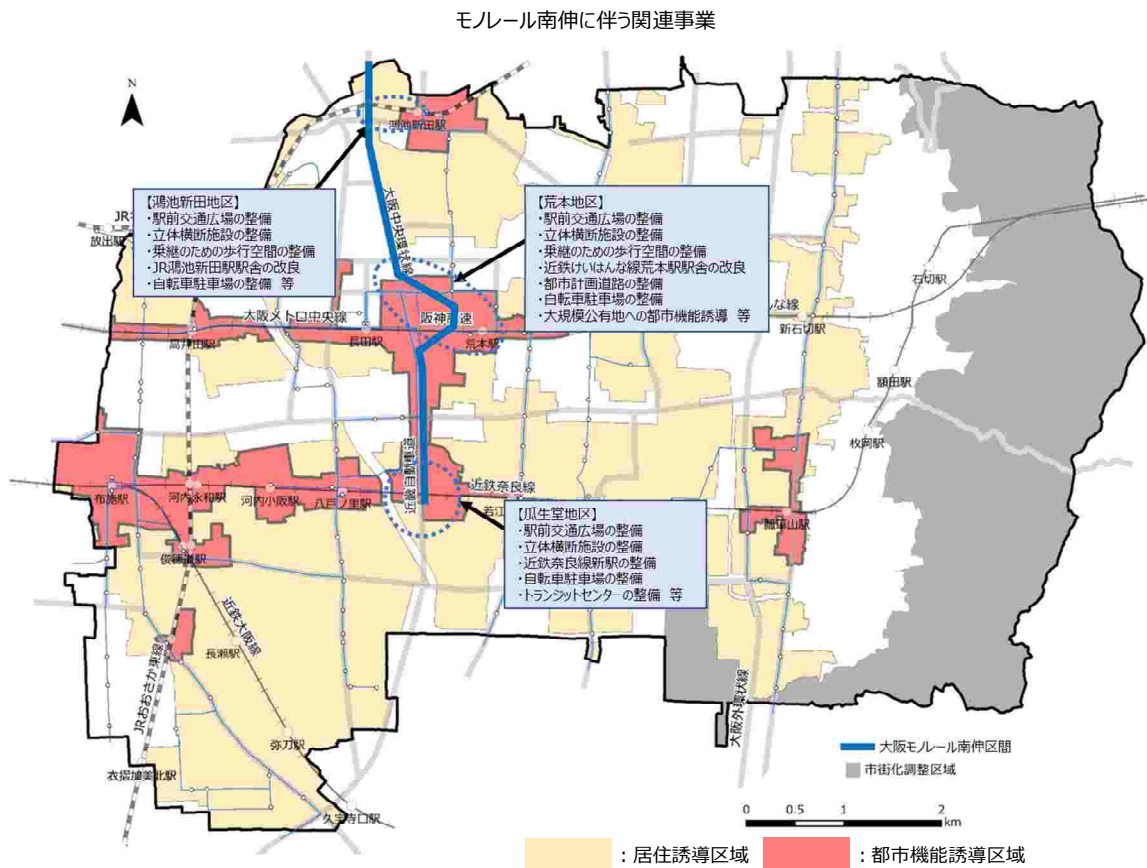 モノレール南伸に伴う関連事業
N
鴻池新田駅
【鴻池新田地区】
・駅前交通広場の整備
・立体横断施設の整備
・乗継のための歩行空間の整備
・JR鴻池新田駅駅舎の改良
・自転車駐車場の整備 等
【荒本地区】
・駅前交通広場の整備
・立体横断施設の整備
・乗継のための歩行空間の整備
・近鉄けいはんな線荒本駅駅舎の改良
・都市計画道路の整備
・自転車駐車場の整備
・大規模公有地への都市機能誘導 等
JR
放出駅
大阪中央環状線
石切駅
大阪メトロ中央線
阪神高速
んな線
高井田駅
長田駅
荒本駅
新石切駅
額田駅
枚岡駅
近畿自動車道
近鉄奈良線
布施駅
河内永和駅
河内小阪駅
八戸ノ里駅
若江
瓢箪山駅
【瓜生堂地区】
・駅前交通広場の整備
・立体横断施設の整備
・近鉄奈良線新駅の整備
・自転車駐車場の整備
・トランジットセンターの整備 等
俊徳道駅
近鉄大阪線
長瀬駅
JRおおさか東線
大阪外環状線
弥刀駅
衣摺加美北駅
久宝寺口駅
大阪モノレール南伸区間
市街化調整区域
0 0.5 1 2
km
：居住誘導区域 ：都市機能誘導区域